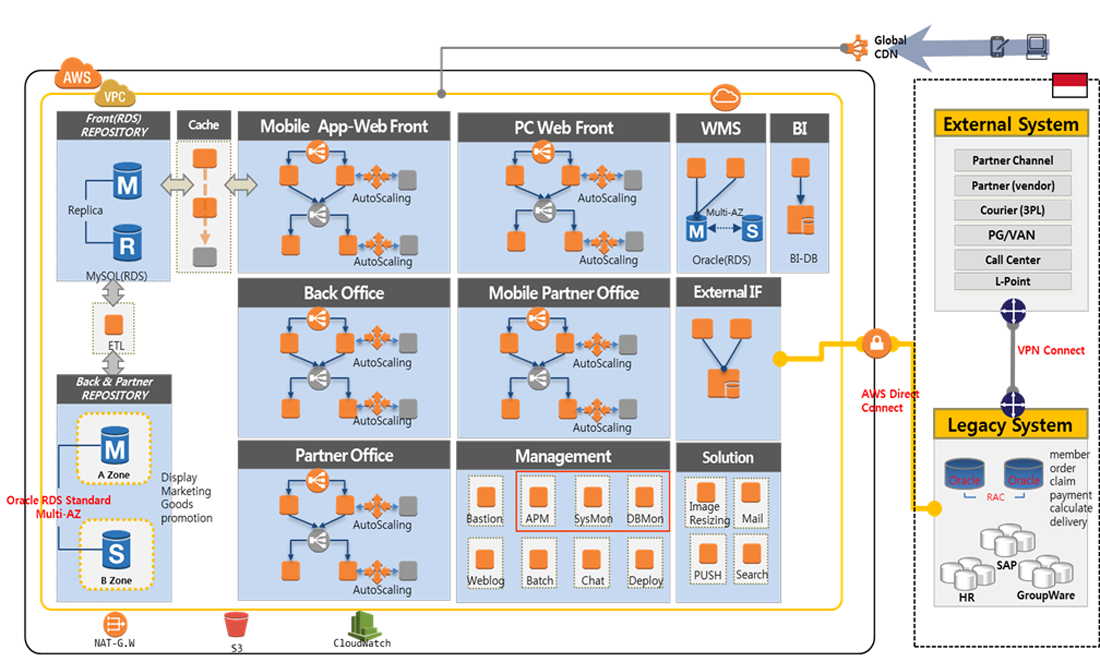 Global
CDN
AWS
VPC
Front(RDS)
REPOSITORY
Cache
Mobile App-Web Front
PC Web Front
WMS
BI
M
Replica
R
MySQL(RDS)
AutoScaling
AutoScaling
AutoScaling
AutoScaling
Multi-AZ
M
S
Oracle(RDS)
BI-DB
ETL
Back Office
Mobile Partner Office
External IF
AutoScaling
AutoScaling
AutoScaling
AutoScaling
Back & Partner
REPOSITORY
M
A Zone
Oracle RDS Standard
Multi-AZ
S
B Zone
Display
Marketing
Goods
promotion
Partner Office
AutoScaling
AutoScaling
Management
Bastion
APM
SysMon
DBMon
Weblog
Batch
Chat
Deploy
Solution
Image
Resizing
Mail
PUSH
Search
NAT-G.W
S3
CloudWatch
AWS Direct
Connect
External System
Partner Channel
Partner (vendor)
Courier (3PL)
PG/VAN
Call Center
L-Point
VPN Connect
Legacy System
Oracle
Oracle
RAC
member
order
claim
payment
calculate
delivery
SAP
HR
GroupWare